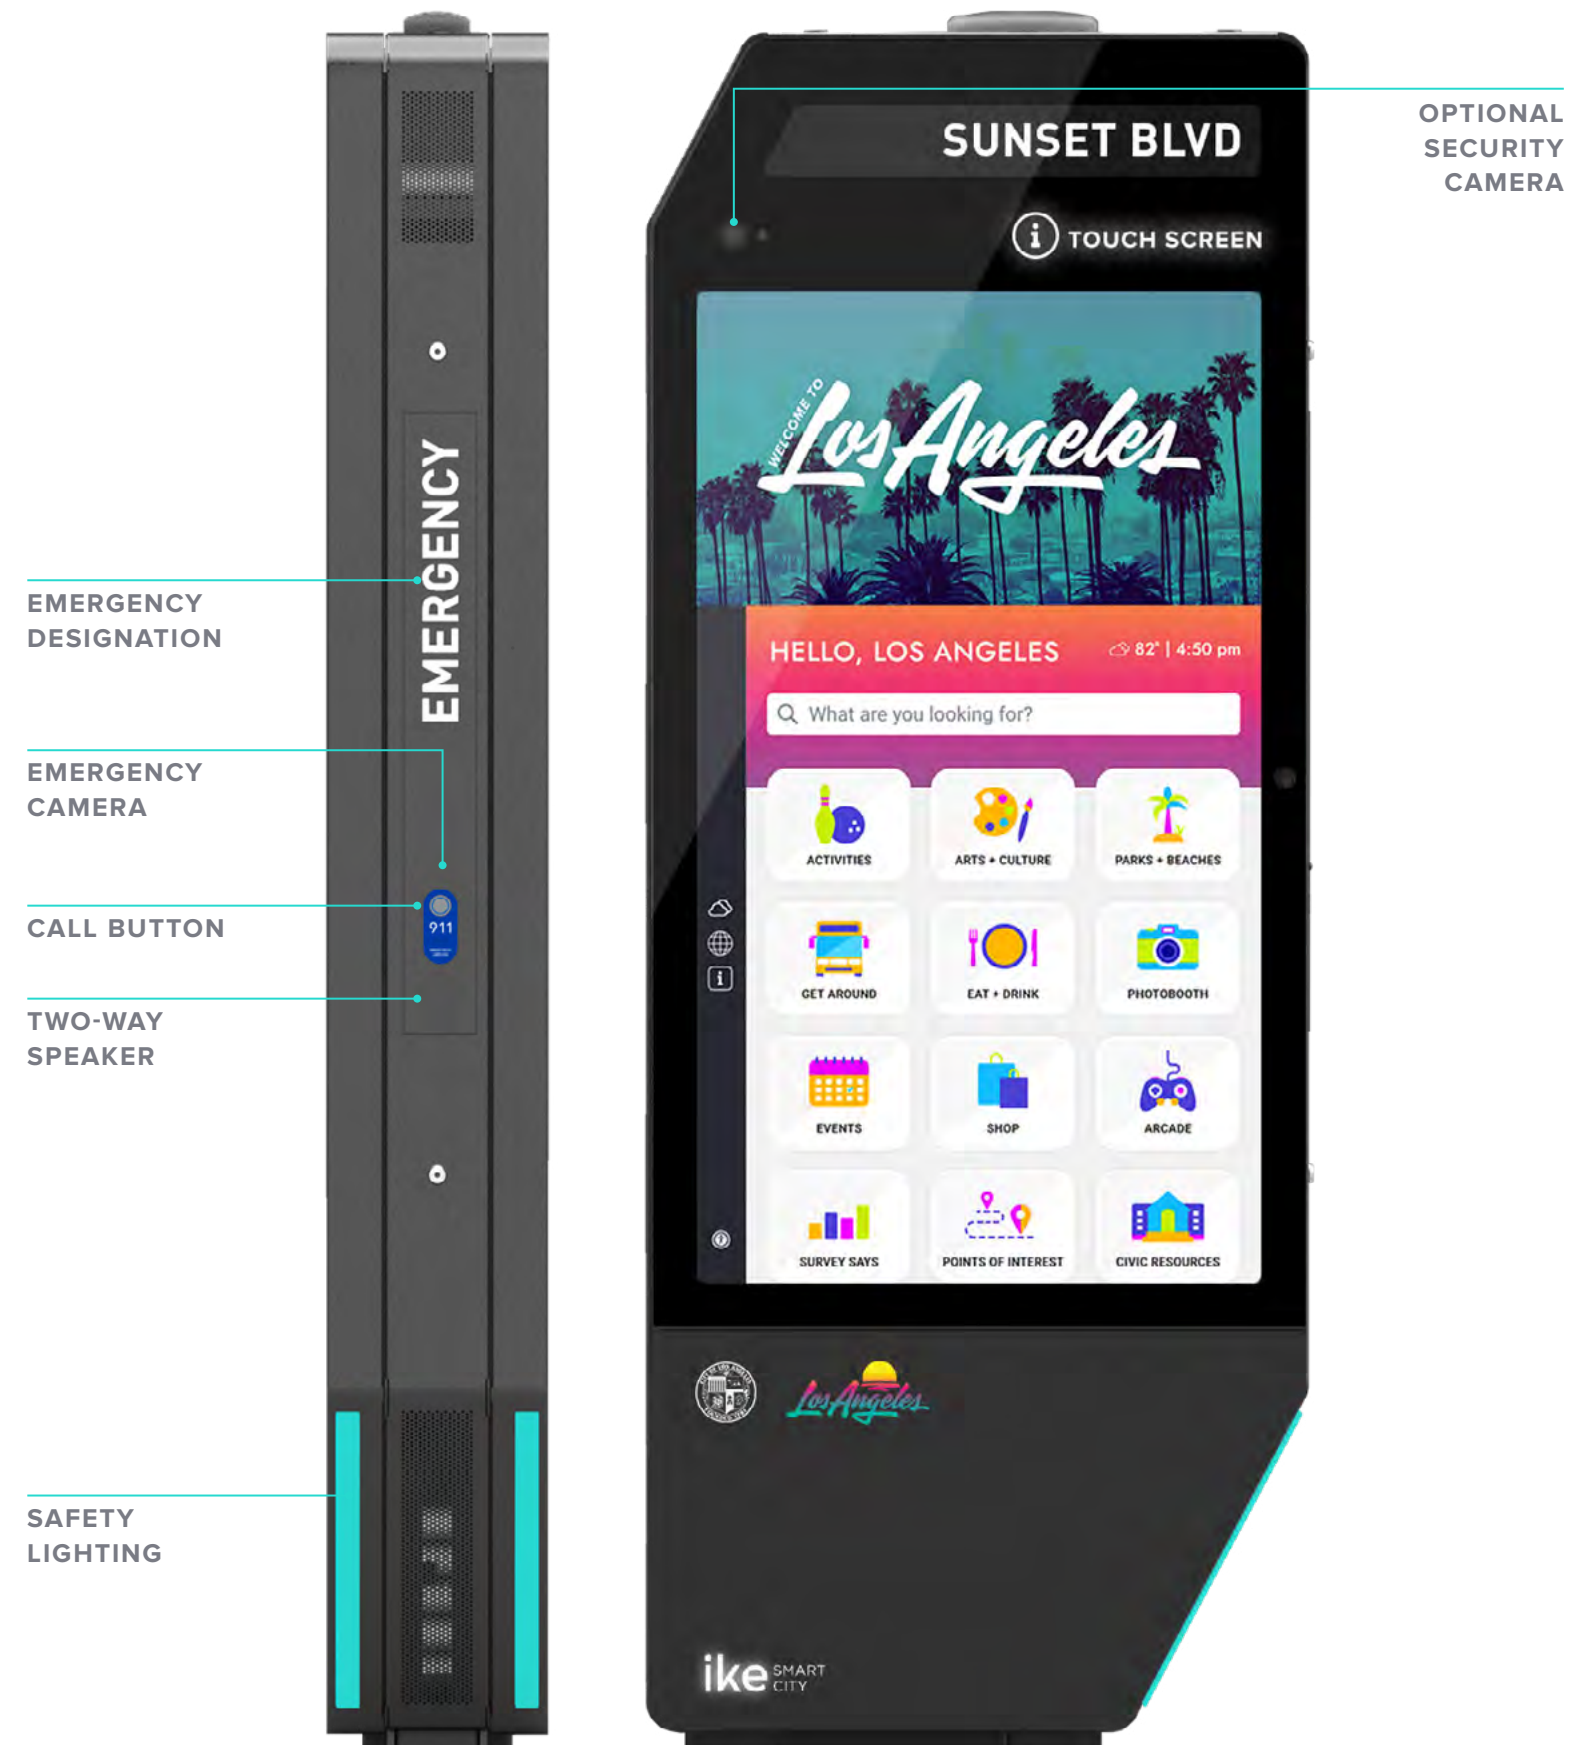 OPTIONAL
SECURITY
CAMERA
SUNSET BLVD
i TOUCH SCREEN
WELCOME TO
Los Angeles
EMERGENCY
EMERGENCY
DESIGNATION
EMERGENCY
CAMERA
CALL BUTTON
911
TWO-WAY
SPEAKER
SAFETY
LIGHTING
HELLO, LOS ANGELES
82° | 4:50 pm
What are you looking for?
ACTIVITIES
ARTS + CULTURE
PARKS + BEACHES
GET AROUND
EAT + DRINK
PHOTOBOOTH
i
EVENTS
SHOP
ARCADE
SURVEY SAYS
POINTS OF INTEREST
CIVIC RESOURCES
Los Angeles
ike SMART
CITY